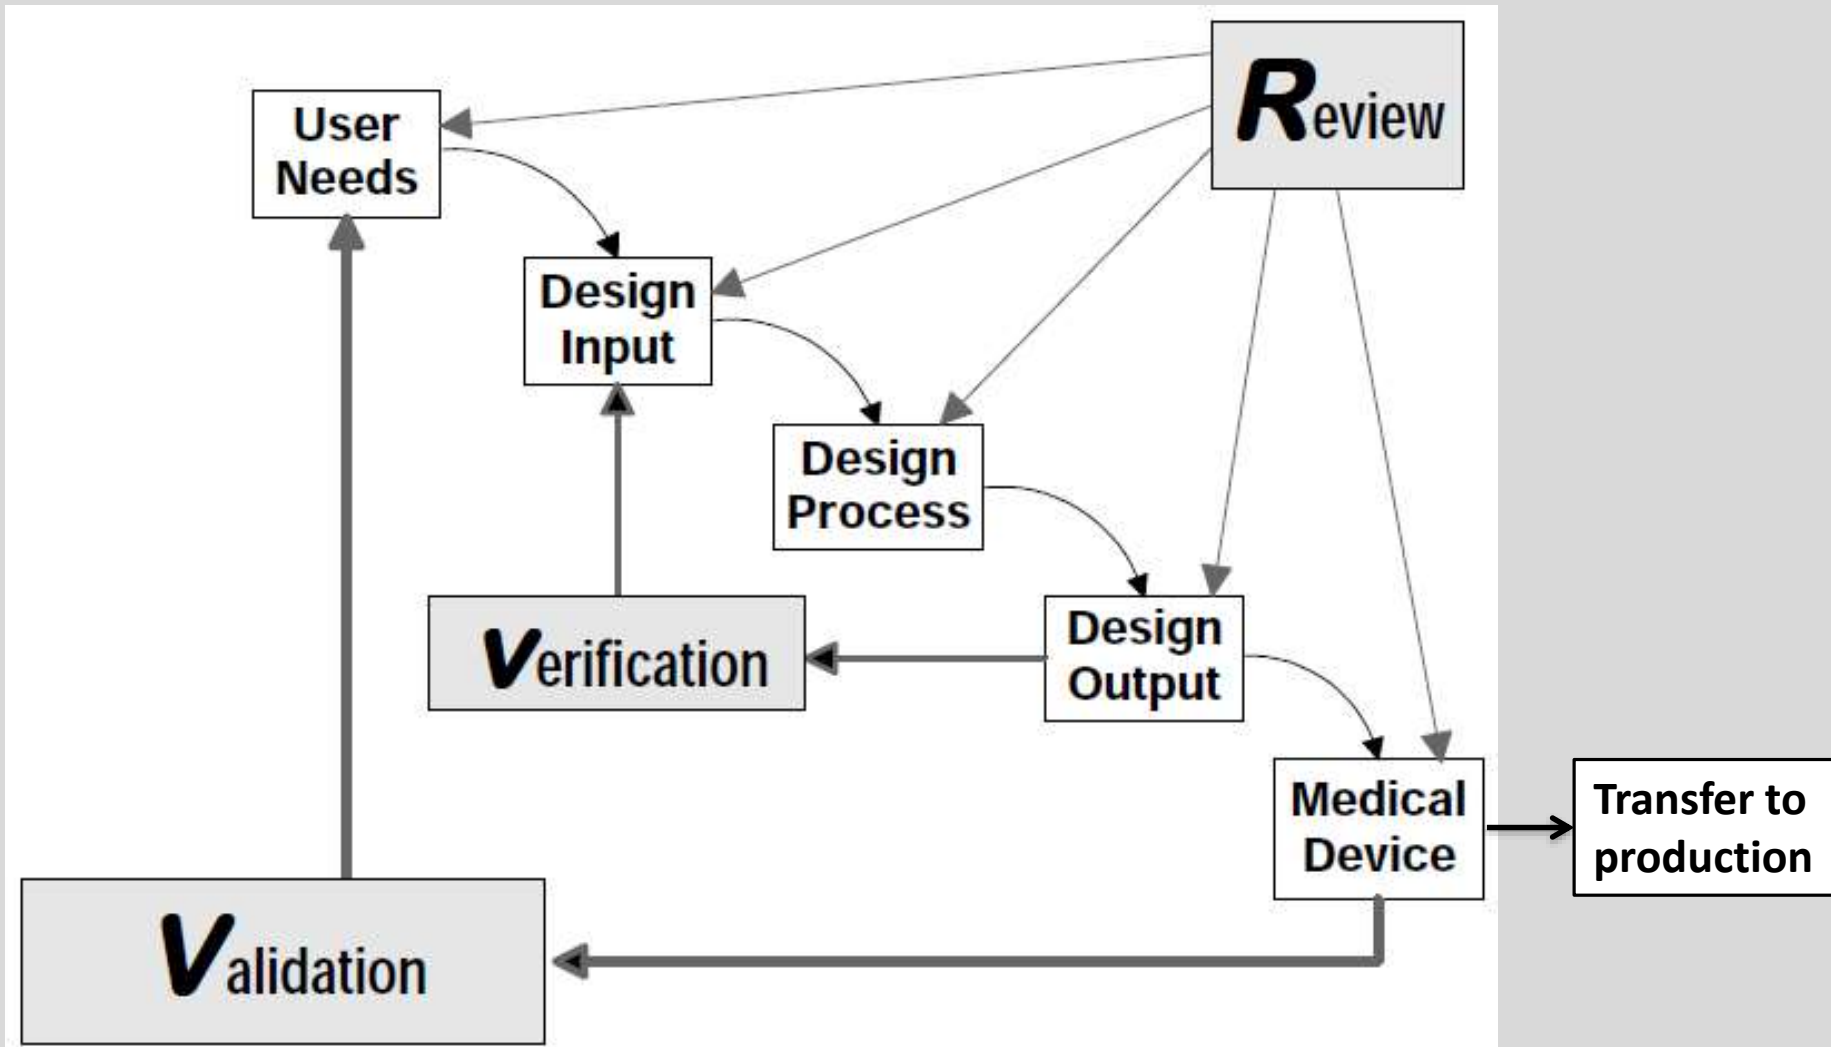 Review
User
Needs
Design
Input
Design
Process
Design
Output
Verification
Medical
Device
Transfer to
production
Validation